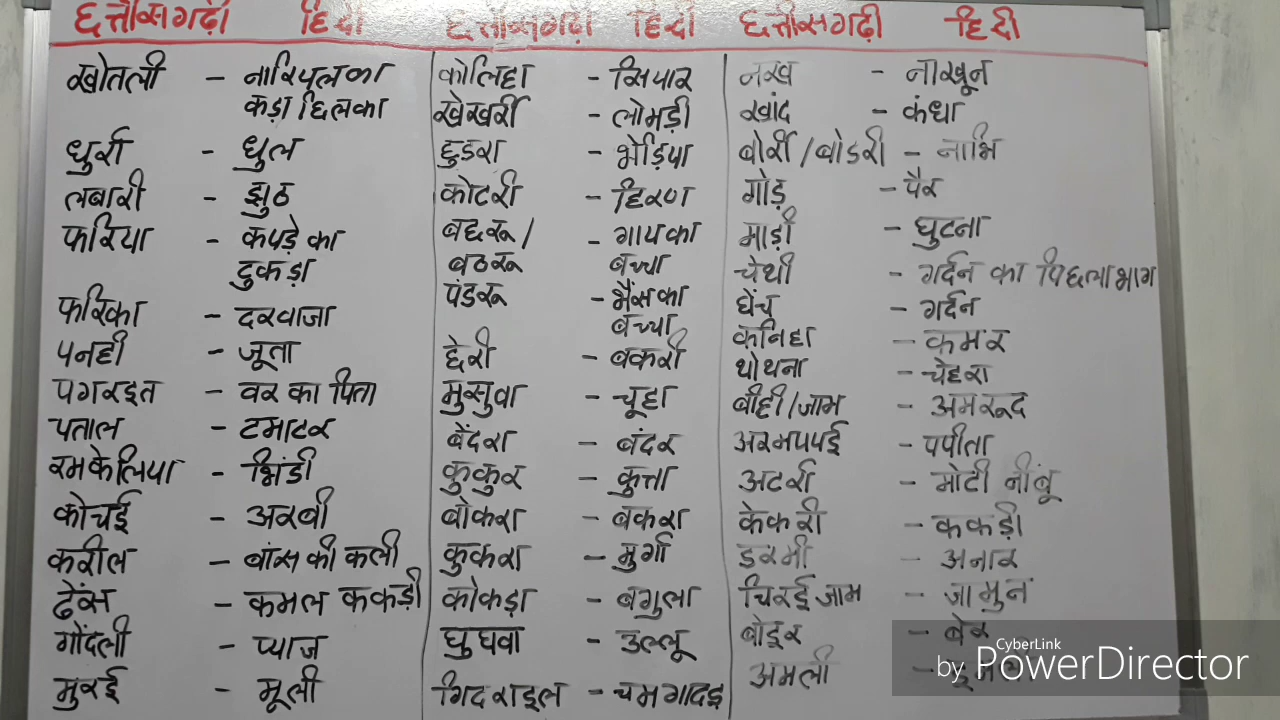 छत्तीसगढ़ी हिंदी छत्तीसगढ़ी हिंदी छत्तीसगढ़ी हिंदी
खोतली - नारियल का
कड़ा छिलका
धुर्रा - धुल
लबारी - झुठ
फरिया - कपड़े का
टुकड़ा
फरिका - दरवाजा
पनही - जूता
पगरइत - वर का पिता
पताल - टमाटर
रमकेलिया - भिंडी
कोचई - अरबी
करील - बांस की कली
ढेंस - कमल ककड़ी
गोंदली - प्याज
मुरई - मूली
कोलिहा - सियार
खेखर्री - लोमड़ी
हुडरा - भेड़िया
कोटरी - हिरण
बछरू / - गाय का
बठरू बच्चा
पंडरू - भैंस का
बच्चा
छेरी - बकरी
मुसुवा - चूहा
बेंदरा - बंदर
कुकुर - कुत्ता
बोकरा - बकरा
कुकरा - मुर्गा
कोकड़ा - बगुला
घुघवा - उल्लू
गिदराइल - चमगादड़
नख - नाखून
खांद - कंधा
बोर्री / बोडरी - नाभि
गोड़ - पैर
माड़ी - घुटना
चेथी - गर्दन का पिछला भाग
घेंच - गर्दन
कनिहा - कमर
थोथना - चेहरा
बीही / जाम - अमरूद
अरमपपई - पपीता
अटर्रा - मोटी नींबू
केकरी - ककड़ी
डरमी - अनार
चिरई जाम - जामुन
बोइर - बेर
अमली -
CyberLink
by PowerDirector